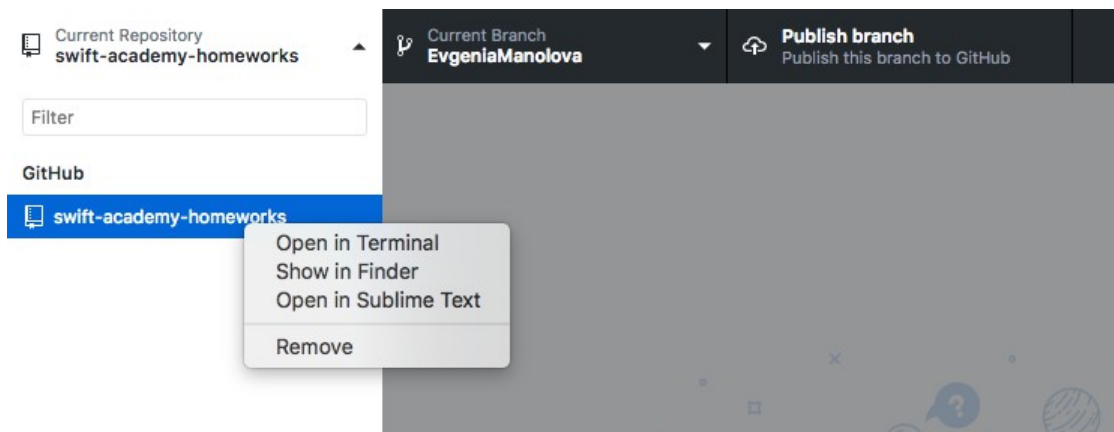 Current Repository
swift-academy-homeworks
Current Branch
EvgeniaManolova
Publish branch
Publish this branch to GitHub
Filter
GitHub
swift-academy-homeworks
Open in Terminal
Show in Finder
Open in Sublime Text
Remove
?